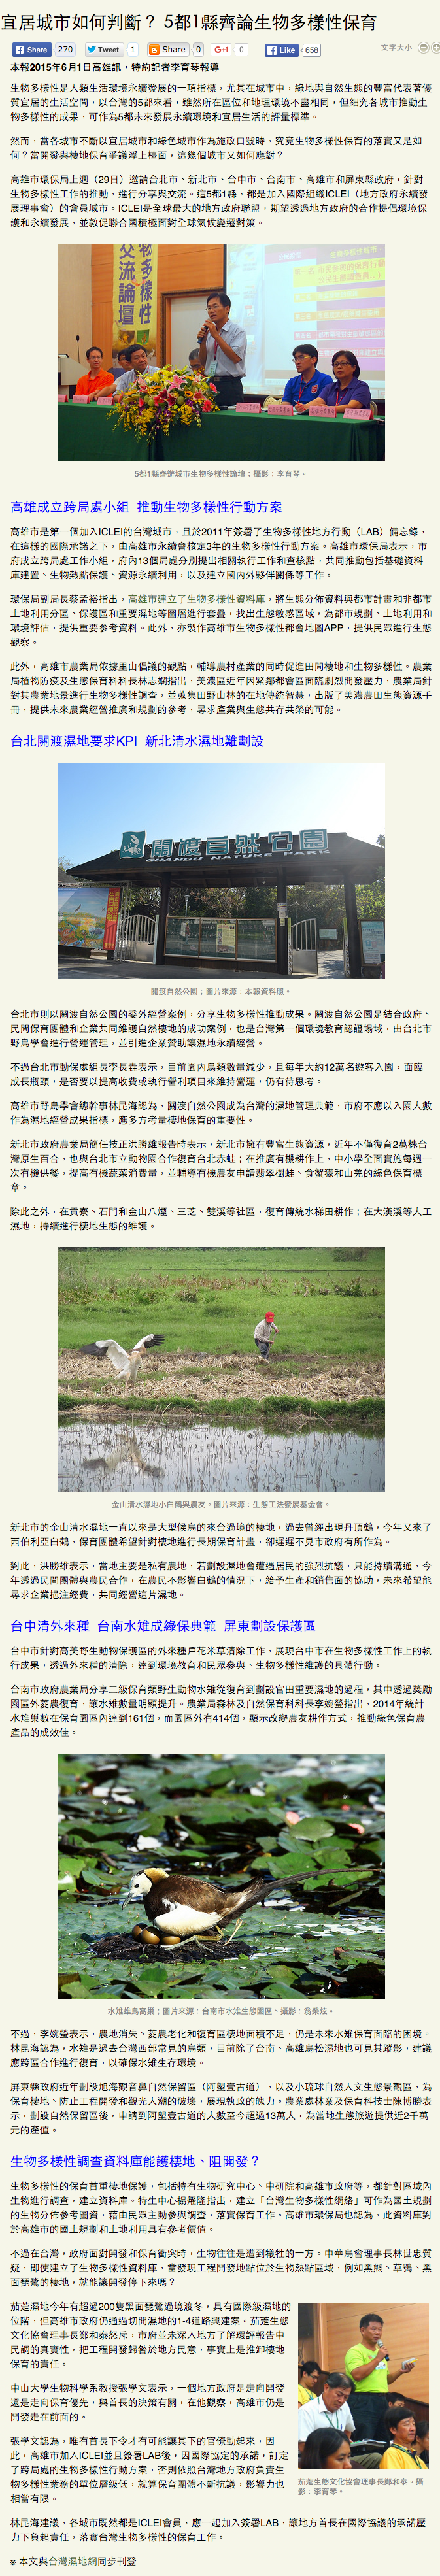 宜居城市如何判斷？ 5都1縣齊論生物多樣性保育
Share 270 Tweet 1 Share 0 +1 0 Like 658 文字大小
本報2015年6月1日高雄訊，特約記者李育琴報導
生物多樣性是人類生活環境永續發展的一項指標，尤其在城市中，綠地與自然生態的豐富代表著優
質宜居的生活空間，以台灣的5都來看，雖然所在區位和地理環境不盡相同，但細究各城市推動生
物多樣性的成果，可作為5都未來發展永續環境和宜居生活的評量標準。
然而，當各城市不斷以宜居城市和綠色城市作為施政口號時，究竟生物多樣性保育的落實又是如
何？當開發與棲地保育爭議浮上檯面，這幾個城市又如何應對？
高雄市環保局上週（29日）邀請台北市、新北市、台中市、台南市、高雄市和屏東縣政府，針對
生物多樣性工作的推動，進行分享與交流。這5都1縣，都是加入國際組織ICLEI（地方政府永續發
展理事會）的會員城市。ICLEI是全球最大的地方政府聯盟，期望透過地方政府的合作提倡環境保
護和永續發展，並敦促聯合國積極面對全球氣候變遷對策。
物多樣性
交流論壇
5都1縣齊辦城市生物多樣性論壇；攝影：李育琴。
高雄成立跨局處小組 推動生物多樣性行動方案
高雄市是第一個加入ICLEI的台灣城市，且於2011年簽署了生物多樣性地方行動（LAB）備忘錄，
在這樣的國際承諾之下，由高雄市永續會核定3年的生物多樣性行動方案。高雄市環保局表示，市
府成立跨局處工作小組，府內13個局處分別提出相關執行工作和查核點，共同推動包括基礎資料
庫建置、生物熱點保護、資源永續利用，以及建立國內外夥伴關係等工作。
環保局副局長蔡孟裕指出，高雄市建立了生物多樣性資料庫，將生態分佈資料與都市計畫和非都市
土地利用分區、保護區和重要濕地等圖層進行套疊，找出生態敏感區域，為都市規劃、土地利用和
環境評估，提供重要參考資料。此外，亦製作高雄市生物多樣性都會地圖APP，提供民眾進行生態
觀察。
此外，高雄市農業局依據里山倡議的觀點，輔導農村產業的同時促進田間棲地和生物多樣性。農業
局植物防疫及生態保育科科長林志嫻指出，美濃區近年因緊鄰都會區面臨劇烈開發壓力，農業局針
對其農業地景進行生物多樣性調查，並蒐集田野山林的在地傳統智慧，出版了美濃農田生態資源手
冊，提供未來農業經營推廣和規劃的參考，尋求產業與生態共存共榮的可能。
台北關渡濕地要求KPI 新北清水濕地難劃設
關渡自然公園
GUANDU NATURE PARK
關渡自然公園；圖片來源：本報資料照。
台北市則以關渡自然公園的委外經營案例，分享生物多樣性推動成果。關渡自然公園是結合政府、
民間保育團體和企業共同維護自然棲地的成功案例，也是台灣第一個環境教育認證場域，由台北市
野鳥學會進行營運管理，並引進企業贊助讓濕地永續經營。
不過台北市動保處組長李長垚表示，目前園內鳥類數量減少，且每年大約12萬名遊客入園，面臨
成長瓶頸，是否要以提高收費或執行營利項目來維持營運，仍有待思考。
高雄市野鳥學會總幹事林昆海認為，關渡自然公園成為台灣的濕地管理典範，市府不應以入園人數
作為濕地經營成果指標，應多方考量棲地保育的重要性。
新北市政府農業局簡任技正洪勝雄報告時表示，新北市擁有豐富生態資源，近年不僅復育2萬株台
灣原生百合，也與台北市立動物園合作復育台北赤蛙；在推廣有機耕作上，中小學全面實施每週一
次有機供餐，提高有機蔬菜消費量，並輔導有機農友申請翡翠樹蛙、食蟹獴和山羌的綠色保育標
章。
除此之外，在貢寮、石門和金山八煙、三芝、雙溪等社區，復育傳統水梯田耕作；在大漢溪等人工
濕地，持續進行棲地生態的維護。
金山清水濕地小白鶴與農友。圖片來源：生態工法發展基金會。
新北市的金山清水濕地一直以來是大型候鳥的來台過境的棲地，過去曾經出現丹頂鶴，今年又來了
西伯利亞白鶴，保育團體希望針對棲地進行長期保育計畫，卻遲遲不見市政府有所作為。
對此，洪勝雄表示，當地主要是私有農地，若劃設濕地會遭遇居民的強烈抗議，只能持續溝通，今
年透過民間團體與農民合作，在農民不影響白鶴的情況下，給予生產和銷售面的協助，未來希望能
尋求企業挹注經費，共同經營這片濕地。
台中清外來種 台南水雉成綠保典範 屏東劃設保護區
台中市針對高美野生動物保護區的外來種戶花米草清除工作，展現台中市在生物多樣性工作上的執
行成果，透過外來種的清除，達到環境教育和民眾參與、生物多樣性維護的具體行動。
台南市政府農業局分享二級保育類野生動物水雉從復育到劃設官田重要濕地的過程，其中透過獎勵
園區外菱農復育，讓水雉數量明顯提升。農業局森林及自然保育科科長李婉瑩指出，2014年統計
水雉巢數在保育園區內達到161個，而園區外有414個，顯示改變農友耕作方式，推動綠色保育農
產品的成效佳。
水雉雄鳥窩巢；圖片來源：台南市水雉生態園區、攝影：翁榮炫。
不過，李婉瑩表示，農地消失、菱農老化和復育區棲地面積不足，仍是未來水雉保育面臨的困境。
林昆海認為，水雉是過去台灣西部常見的鳥類，目前除了台南、高雄鳥松濕地也可見其蹤影，建議
應跨區合作進行復育，以確保水雉生存環境。
屏東縣政府近年劃設旭海觀音鼻自然保留區（阿塱壹古道），以及小琉球自然人文生態景觀區，為
保育棲地、防止工程開發和觀光人潮的破壞，展現執政的魄力。農業處林業及保育科技士陳博勝表
示，劃設自然保留區後，申請到阿塱壹古道的人數至今超過13萬人，為當地生態旅遊提供近2千萬
元的產值。
生物多樣性調查資料庫能護棲地、阻開發？
生物多樣性的保育首重棲地保護，包括特有生物研究中心、中研院和高雄市政府等，都針對區域內
生物進行調查，建立資料庫。特生中心楊燿隆指出，建立「台灣生物多樣性網絡」可作為國土規劃
的生物分佈參考圖資，藉由民眾主動參與調查，落實保育工作。高雄市環保局也認為，此資料庫對
於高雄市的國土規劃和土地利用具有參考價值。
不過在台灣，政府面對開發和保育衝突時，生物往往是遭到犧牲的一方。中華鳥會理事長林世忠質
疑，即使建立了生物多樣性資料庫，當發現工程開發地點位於生物熱點區域，例如黑熊、草鴞、黑
面琵鷺的棲地，就能讓開發停下來嗎？
茄萣濕地今年有超過200隻黑面琵鷺過境渡冬，具有國際級濕地的
位階，但高雄市政府仍通過切開濕地的1-4道路興建案。茄萣生態
文化協會理事長鄭和泰怒斥，市府並未深入地方了解環評報告中
民調的真實性，把工程開發歸咎於地方民意，事實上是推卸棲地
保育的責任。
中山大學生物科學系教授張學文表示，一個地方政府是走向開發
還是走向保育優先，與首長的決策有關，在他觀察，高雄市仍是
開發走在前面的。
張學文認為，唯有首長下令才有可能讓其下的官僚動起來，因
此，高雄市加入ICLEI並且簽署LAB後，因國際協定的承諾，訂定
了跨局處的生物多樣性行動方案，否則依照台灣地方政府負責生
多樣性業務的單位層級低，就算保育團體不斷抗議，影響力也
相當有限。
茄萣生態文化協會理事長鄭和泰。攝
影：李育琴。
林昆海建議，各城市既然都是ICLEI會員，應一起加入簽署LAB，讓地方首長在國際協議的承諾壓
力下負起責任，落實台灣生物多樣性的保育工作。
※ 本文與台灣濕地網同步刊登